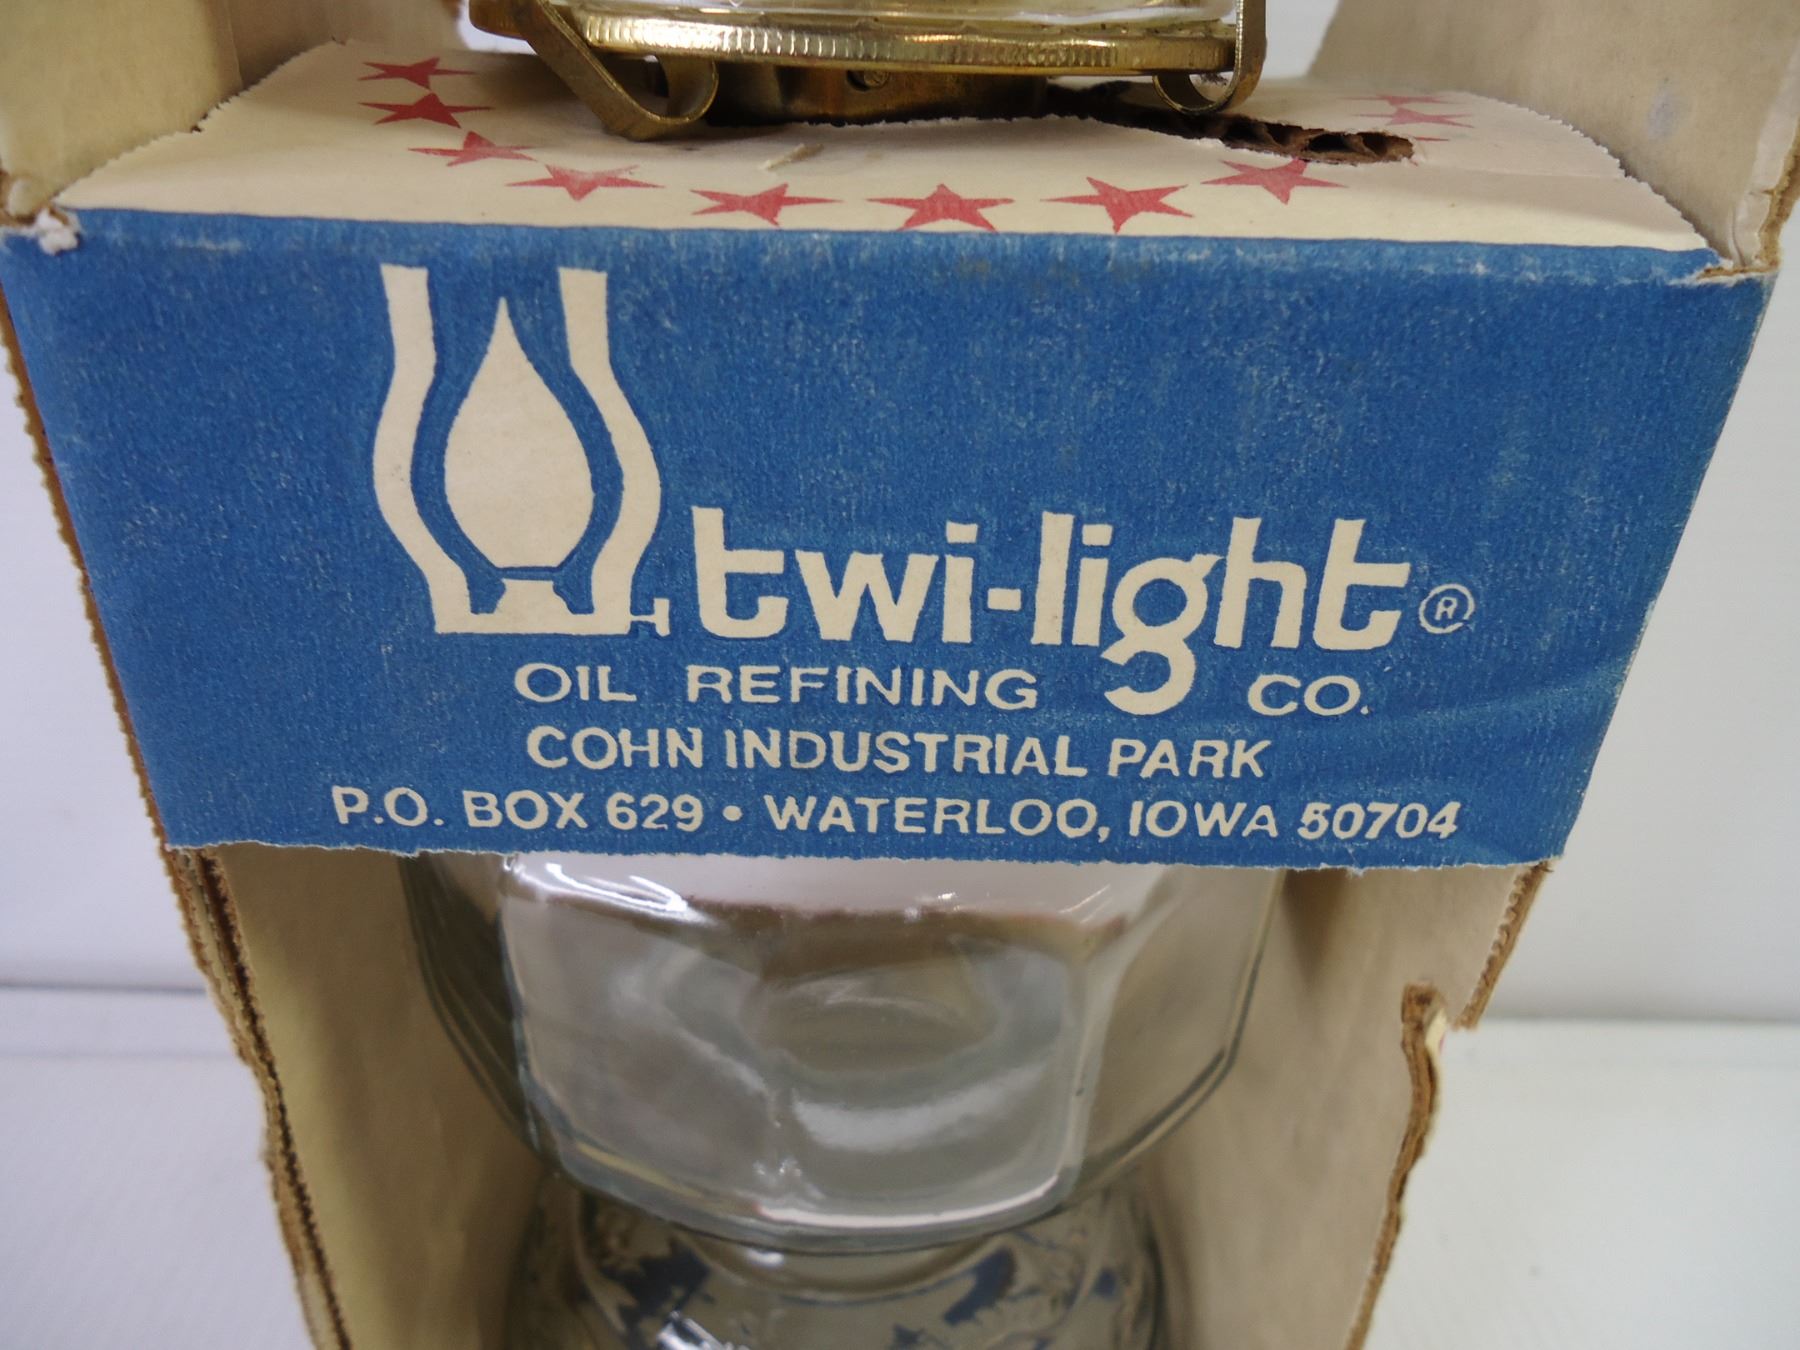 twi-light®
OIL REFINING CO.
COHN INDUSTRIAL PARK
P.O. BOX 629 • WATERLOO, IOWA 50704